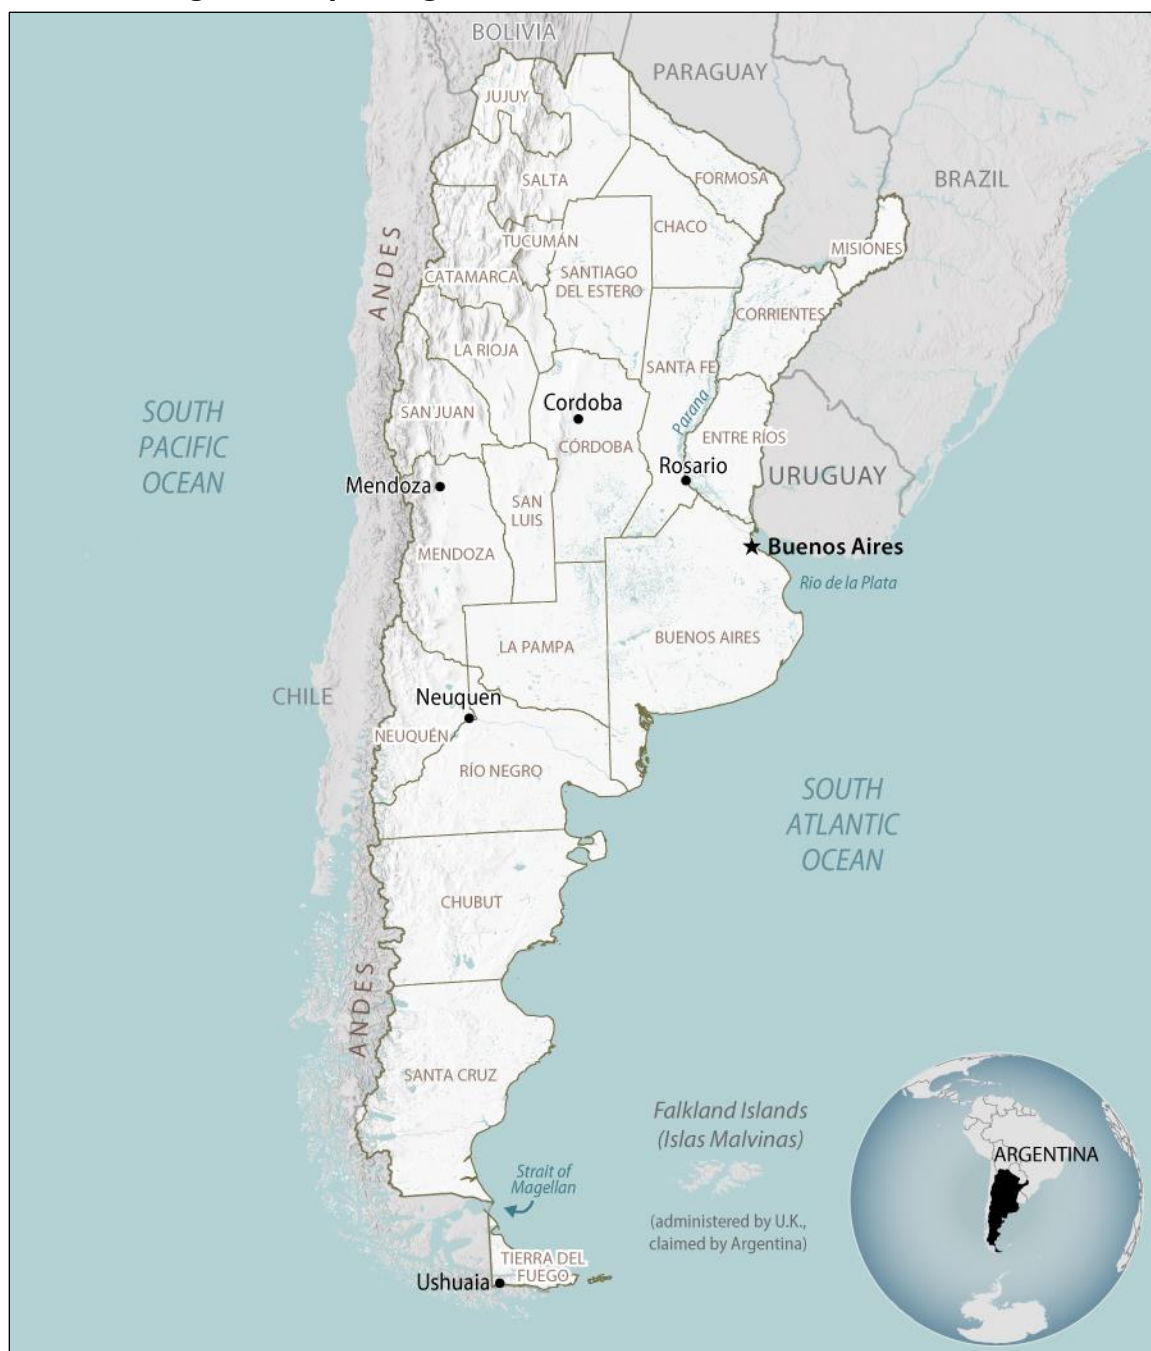 BOLIVIA
PARAGUAY
JUJUY
SALTA
FORMOSA
BRAZIL
CHACO
MISIONES
TUCUMÁN
ANDES
CATAMARCA
SANTIAGO
DEL ESTERO
CORRIENTES
LA RIOJA
SANTA FE
SAN JUAN
Cordoba
Parana
SOUTH
PACIFIC
OCEAN
CÓRDOBA
ENTRE RÍOS
Rosario
URUGUAY
Mendoza
SAN
LUIS
MENDOZA
Buenos Aires
Rio de la Plata
LA PAMPA
BUENOS AIRES
CHILE
Neuquen
NEUQUÉN
RÍO NEGRO
SOUTH
ATLANTIC
OCEAN
CHUBUT
ANDES
SANTA CRUZ
Falkland Islands
(Islas Malvinas)
ARGENTINA
Strait of
Magellan
(administered by U.K.,
claimed by Argentina)
TIERRA DEL
FUEGO
Ushuaia